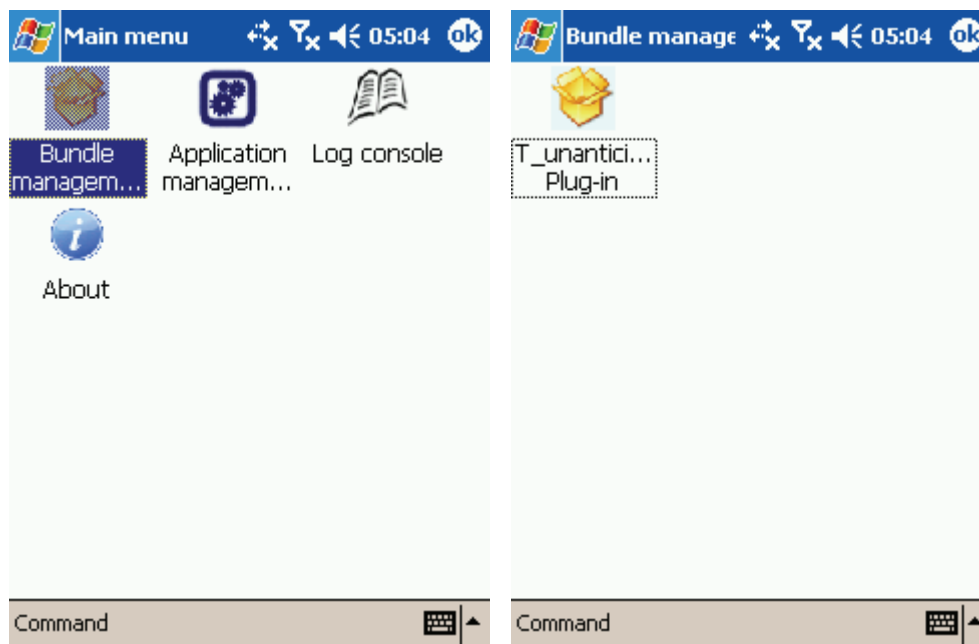 Main menu 05:04 ok
Bundle managem...
Application managem...
Log console
About
Command
Bundle manage 05:04 ok
T_unantici...
Plug-in
Command